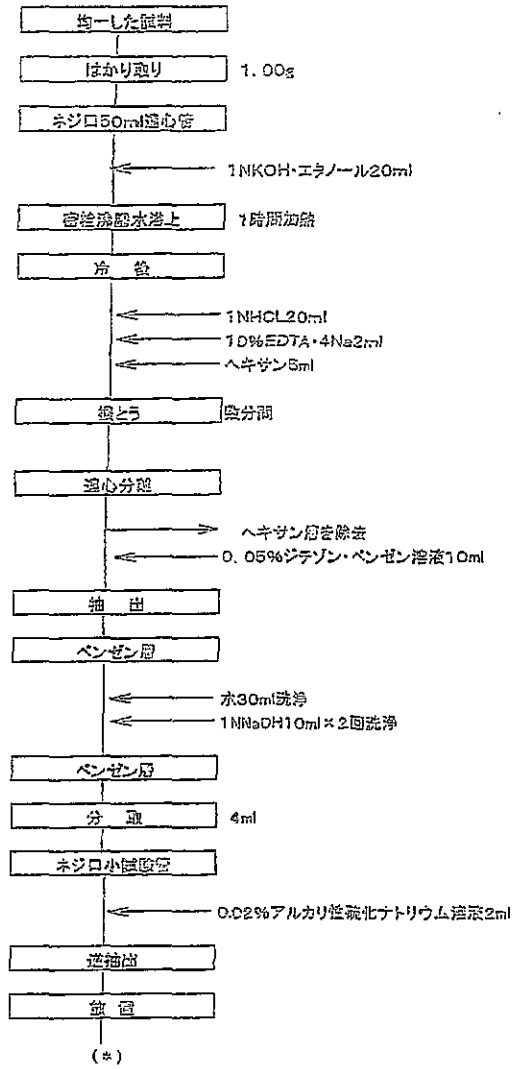 均一した試料
はかり取り 1.00g
ネジロ50ml遠心管
1NKOH・エタノール20ml
密栓沸騰水浴上 1時間加熱
冷 後
1NHCL20ml
10%EDTA・4Na2ml
ヘキサン5ml
振とう 数分間
遠心分離
ヘキサン層を除去
0.05%ジチゾン・ベンゼン溶液10ml
抽 出
ベンゼン層
水30ml洗浄
1NNaOH10ml×2回洗浄
ベンゼン層
分 取 4ml
ネジロ小試験管
0.02%アルカリ性硫化ナトリウム溶液2ml
逆抽出
放 置
(*)